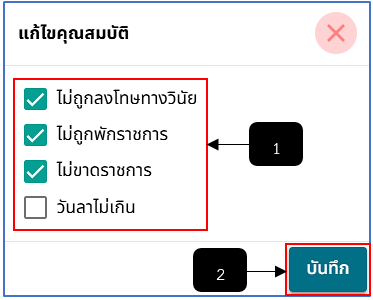 แก้ไขคุณสมบัติ
ไม่ถูกลงโทษทางวินัย
ไม่ถูกพักราชการ
1
ไม่ขาดราชการ
วันลาไม่เกิน
2
บันทึก